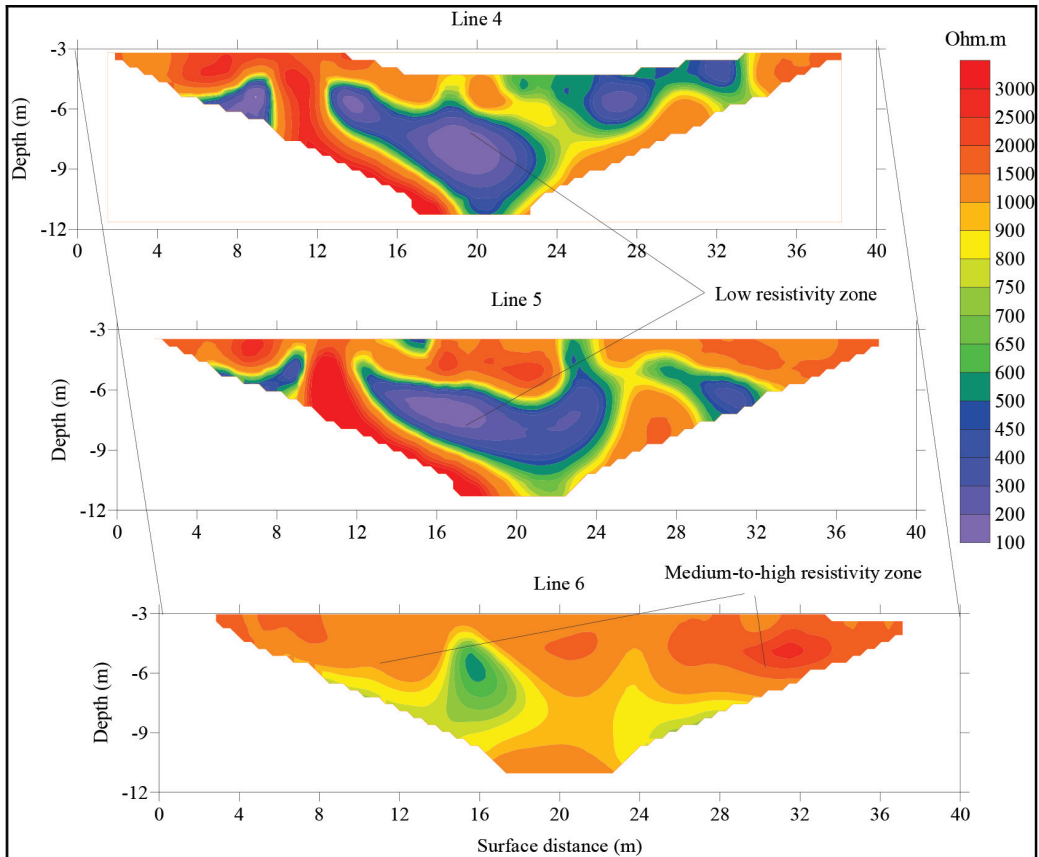 Line 4
Ohm.m
-3
-6
-9
-12
Depth (m)
0 4 8 12 16 20 24 28 32 36 40
3000
2000
1500
1000
900
800
700
650
600
500
450
400
300
200
100
Low resistivity zone
Line 5
-3
-6
-9
-12
Depth (m)
0 4 8 12 16 20 24 28 32 36 40
Medium-to-high resistivity zone
Line 6
-3
-6
-9
-12
Depth (m)
0 4 8 12 16 20 24 28 32 36 40
Surface distance (m)